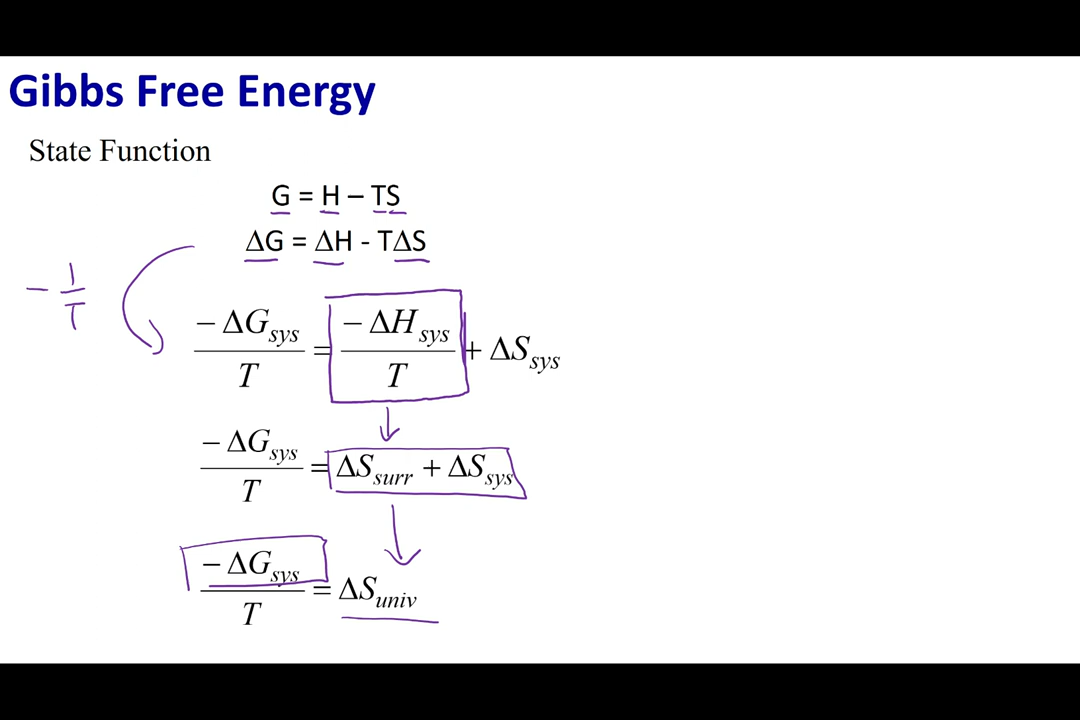 Gibbs Free Energy
State Function
G = H – TS
ΔG = ΔH - TΔS
- 1/T
-ΔG_sys/T = -ΔH_sys/T + ΔS_sys
-ΔG_sys/T = ΔS_surr + ΔS_sys
-ΔG_sys/T = ΔS_univ